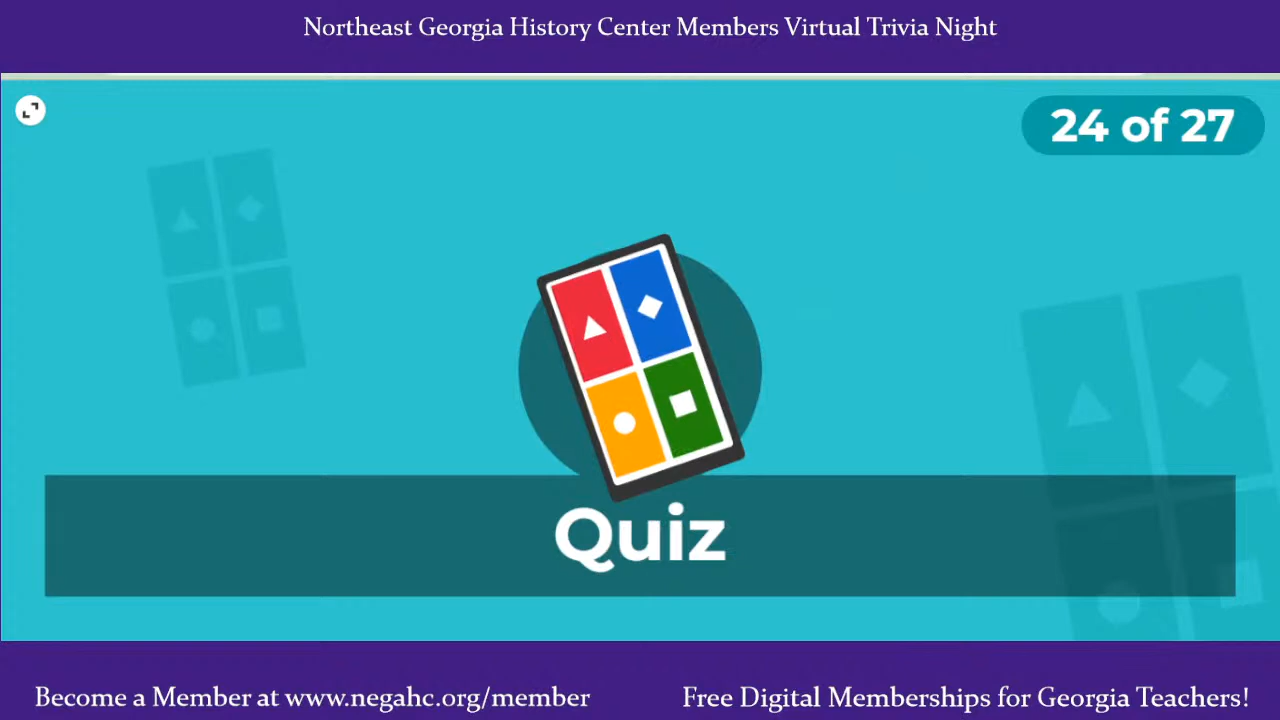 Northeast Georgia History Center Members Virtual Trivia Night
24 of 27
Quiz
Become a Member at www.negahc.org/member
Free Digital Memberships for Georgia Teachers!